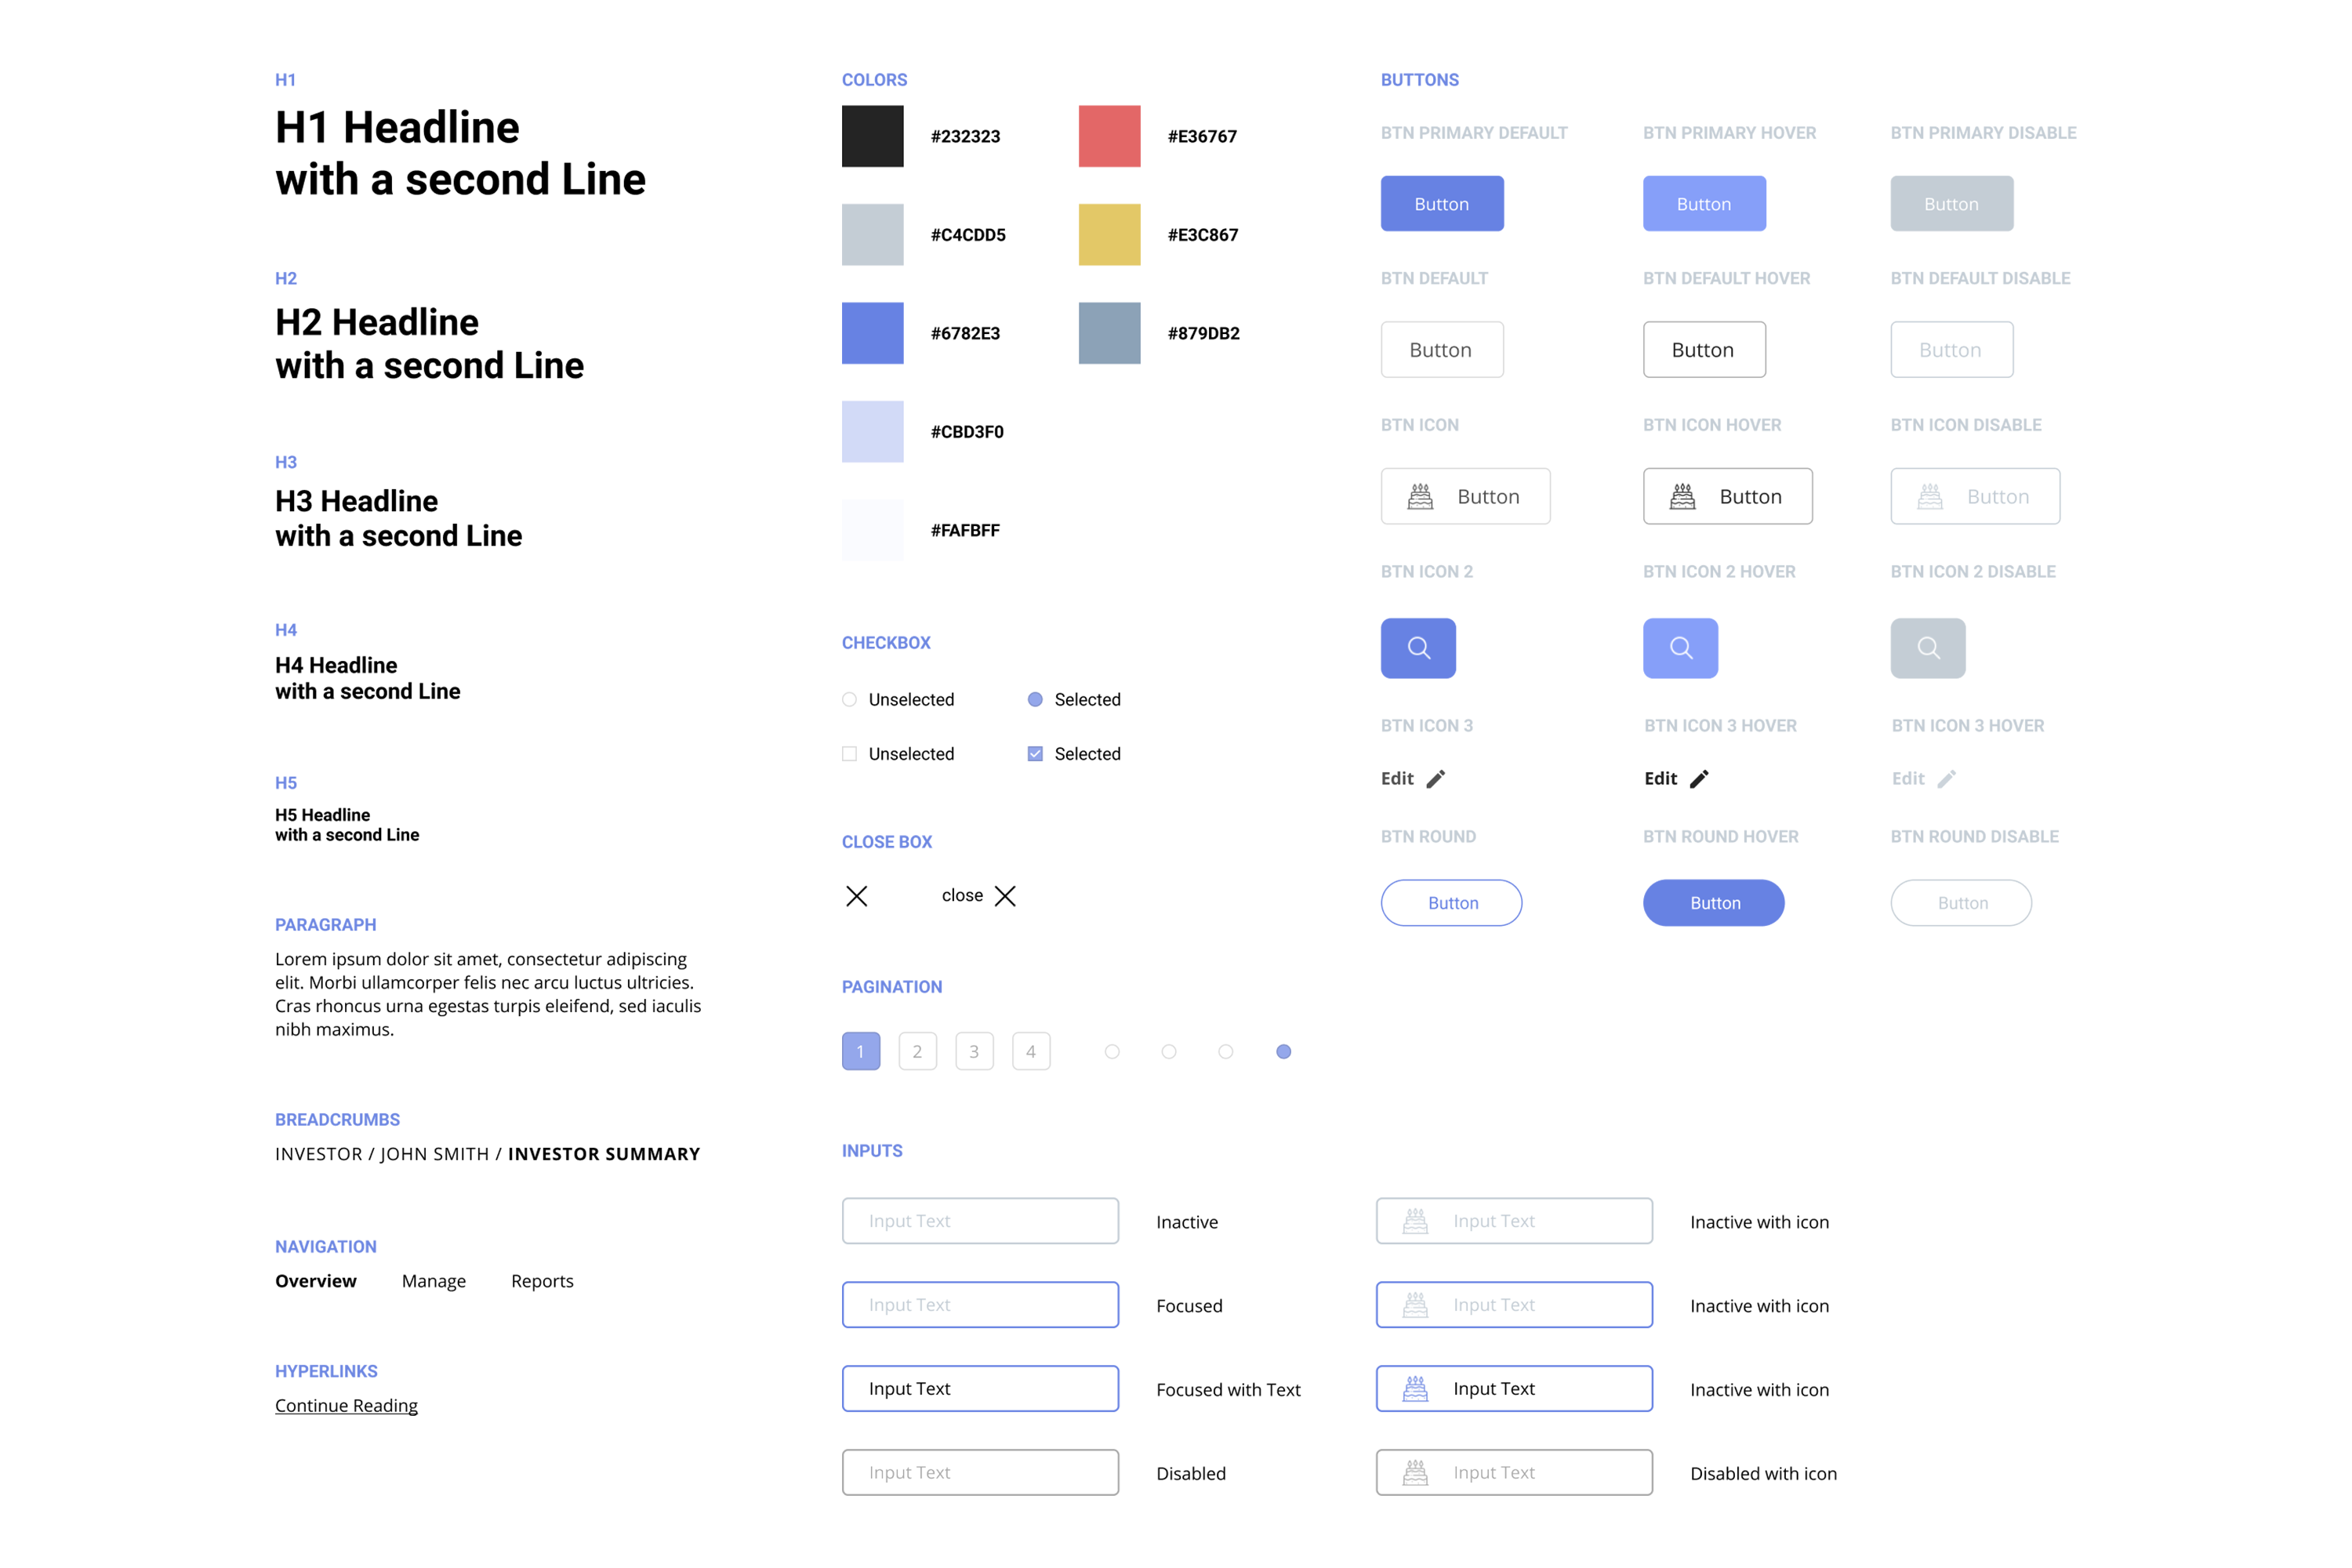 H1
H1 Headline
with a second Line
H2
H2 Headline
with a second Line
H3
H3 Headline
with a second Line
H4
H4 Headline
with a second Line
H5
H5 Headline
with a second Line
PARAGRAPH
Lorem ipsum dolor sit amet, consectetur adipiscing
elit. Morbi ullamcorper felis nec arcu luctus ultricies.
Cras rhoncus urna egestas turpis eleifend, sed iaculis
nibh maximus.
BREADCRUMBS
INVESTOR / JOHN SMITH / INVESTOR SUMMARY
NAVIGATION
Overview Manage Reports
HYPERLINKS
Continue Reading
COLORS
#232323 #E36767
#C4CDD5 #E3C867
#6782E3 #879DB2
#CBD3F0
#FAFBFF
CHECKBOX
Unselected Selected
Unselected Selected
CLOSE BOX
close
PAGINATION
1 2 3 4
BUTTONS
BTN PRIMARY DEFAULT BTN PRIMARY HOVER BTN PRIMARY DISABLE
Button Button Button
BTN DEFAULT BTN DEFAULT HOVER BTN DEFAULT DISABLE
Button Button Button
BTN ICON BTN ICON HOVER BTN ICON DISABLE
Button Button Button
BTN ICON 2 BTN ICON 2 HOVER BTN ICON 2 DISABLE
BTN ICON 3 BTN ICON 3 HOVER BTN ICON 3 HOVER
Edit Edit Edit
BTN ROUND BTN ROUND HOVER BTN ROUND DISABLE
Button Button Button
INPUTS
Input Text Inactive Input Text Inactive with icon
Input Text Focused Input Text Inactive with icon
Input Text Focused with Text Input Text Inactive with icon
Input Text Disabled Input Text Disabled with icon